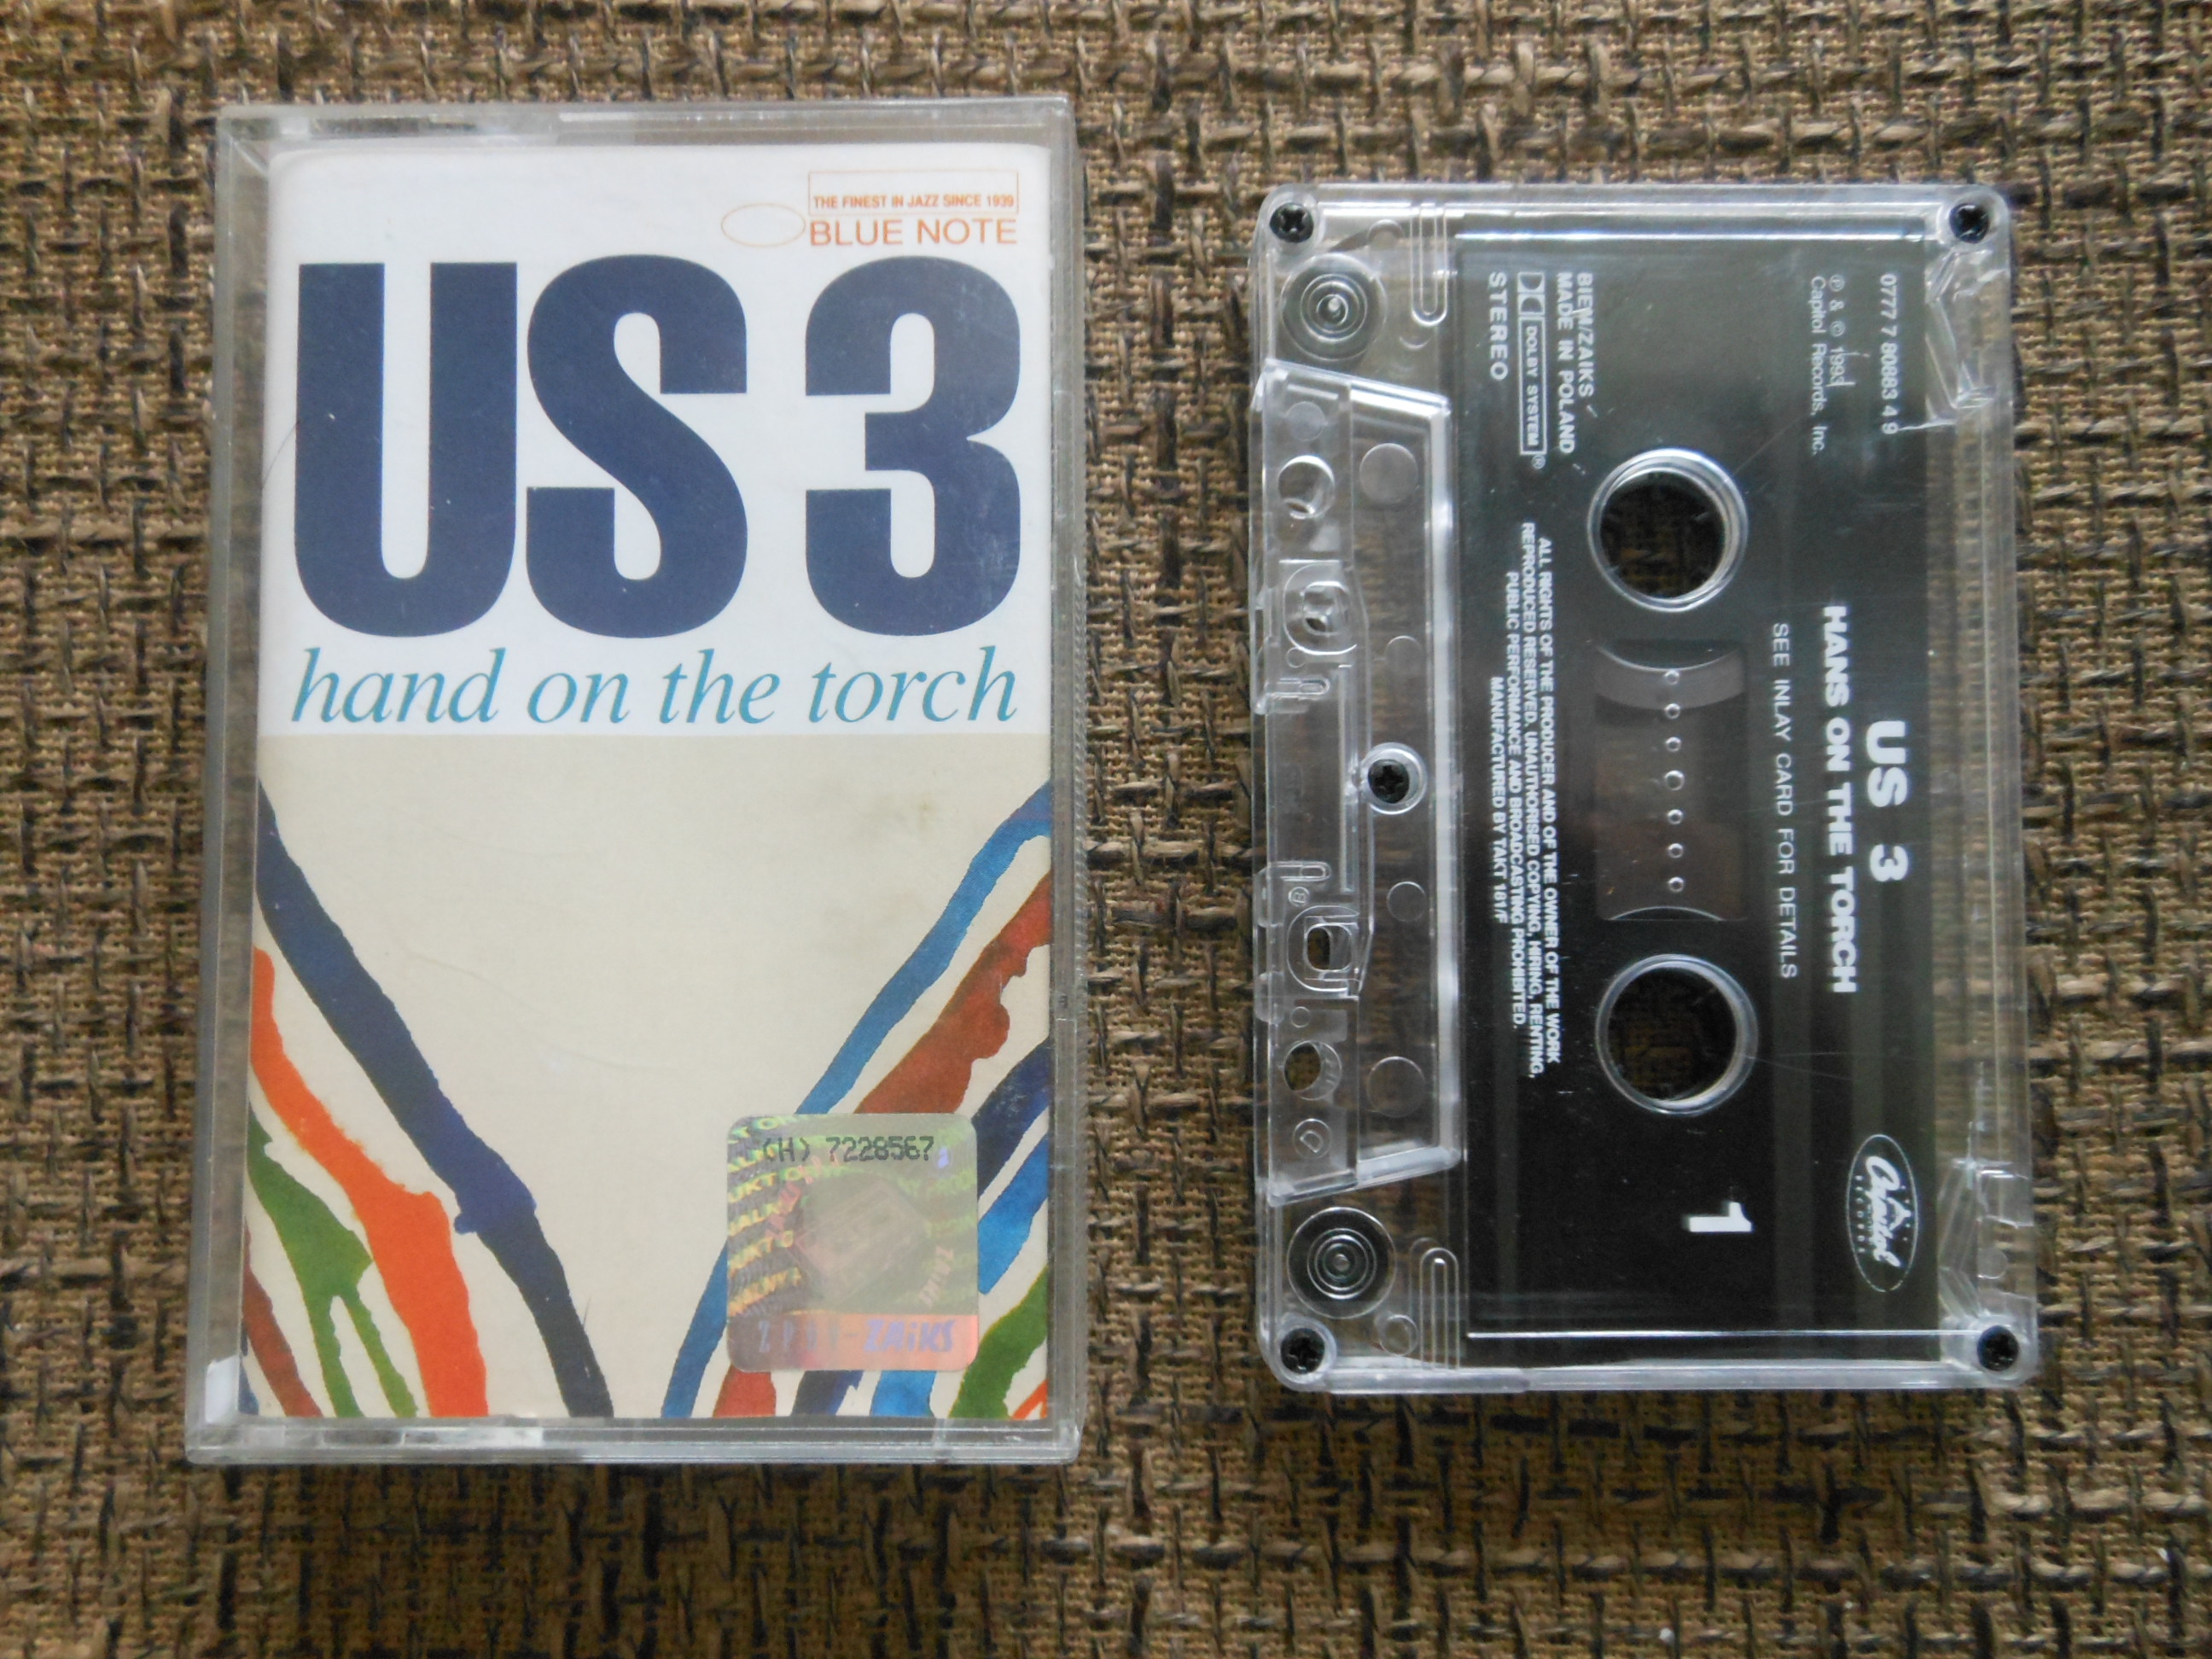 THE FINEST IN JAZZ SINCE 1939
BLUE NOTE
US 3
hand on the torch
(H) 7228567
ZAiKS
0777 7 80883 4 9
℗ & © 1993
Capitol Records, Inc.
US 3
HANS ON THE TORCH
SEE INLAY CARD FOR DETAILS
Capitol
RECORDS
1
BIEM/ZAIKS
MADE IN POLAND
DOLBY SYSTEM®
STEREO
ALL RIGHTS OF THE PRODUCER AND OF THE OWNER OF THE WORK
REPRODUCED RESERVED. UNAUTHORISED COPYING, HIRING, RENTING,
PUBLIC PERFORMANCE AND BROADCASTING PROHIBITED.
MANUFACTURED BY TAKT 181/F